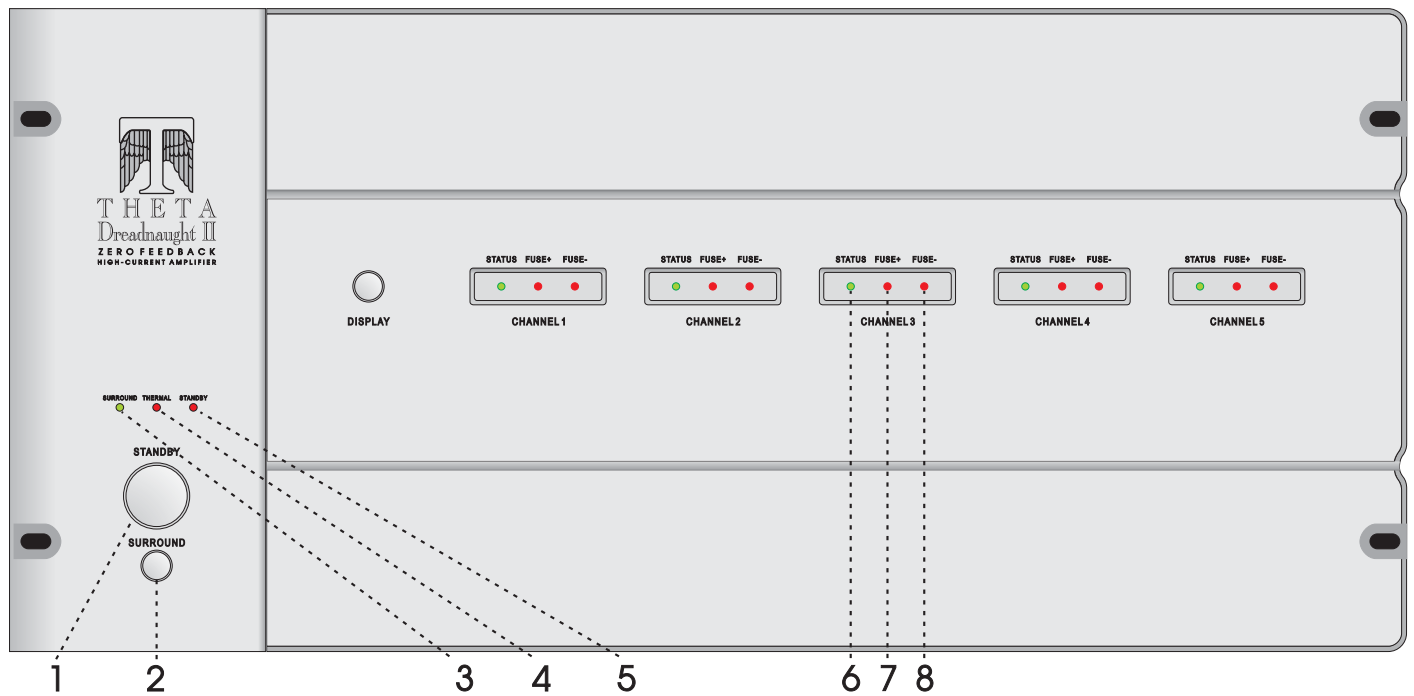 THETA
Dreadnaught II
ZERO FEEDBACK
HIGH-CURRENT AMPLIFIER
STATUS FUSE+ FUSE- STATUS FUSE+ FUSE- STATUS FUSE+ FUSE- STATUS FUSE+ FUSE- STATUS FUSE+ FUSE-
DISPLAY CHANNEL 1 CHANNEL 2 CHANNEL 3 CHANNEL 4 CHANNEL 5
SURROUND THERMAL STANDBY
STANDBY
SURROUND
1 2 3 4 5 6 7 8